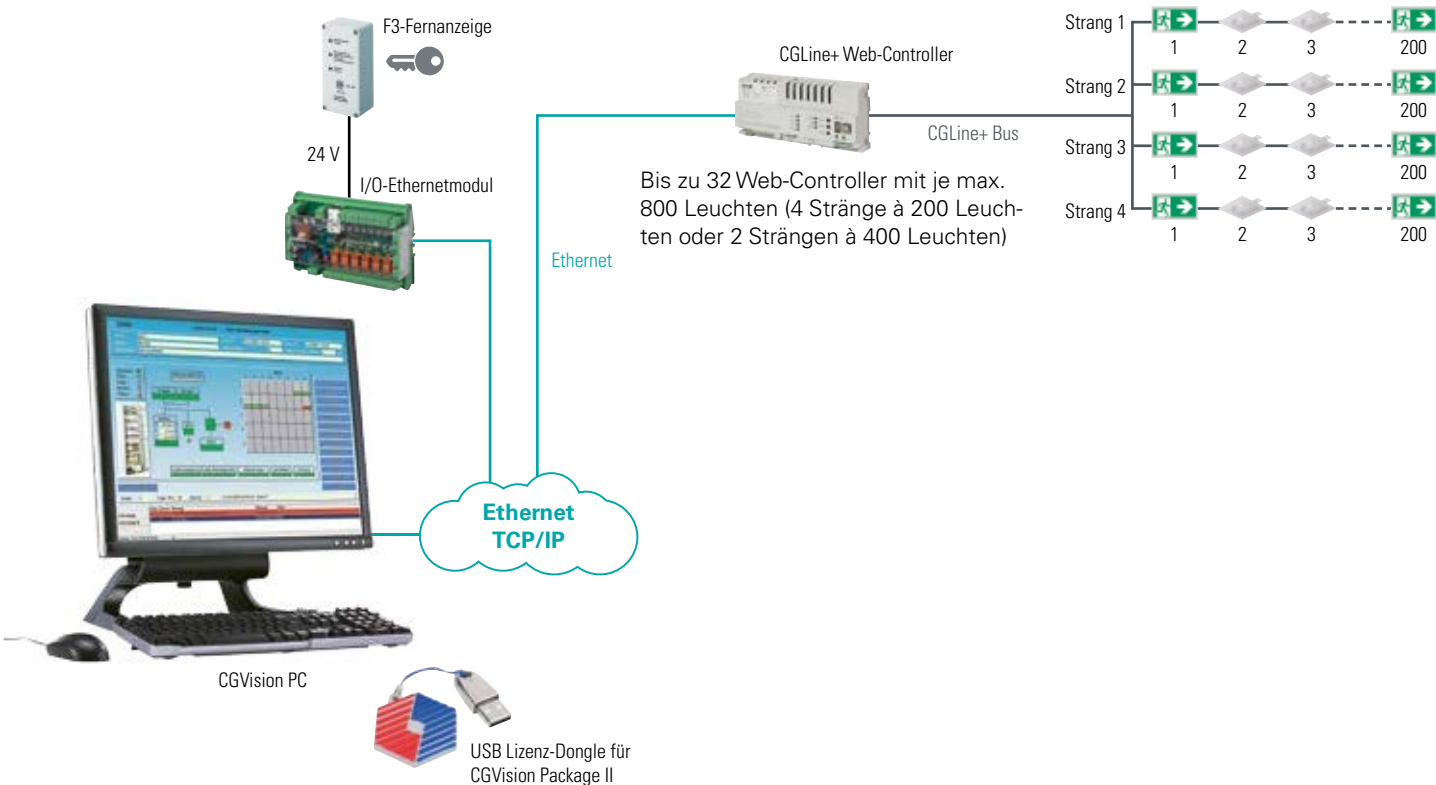 F3-Fernanzeige
24 V
I/O-Ethernetmodul
CGLine+ Web-Controller
CGLine+ Bus
Ethernet
Bis zu 32 Web-Controller mit je max.
800 Leuchten (4 Stränge à 200 Leuch-
ten oder 2 Strängen à 400 Leuchten)
Strang 1
1 2 3 200
Strang 2
1 2 3 200
Strang 3
1 2 3 200
Strang 4
1 2 3 200
Ethernet
TCP/IP
CGVision PC
USB Lizenz-Dongle für
CGVision Package II